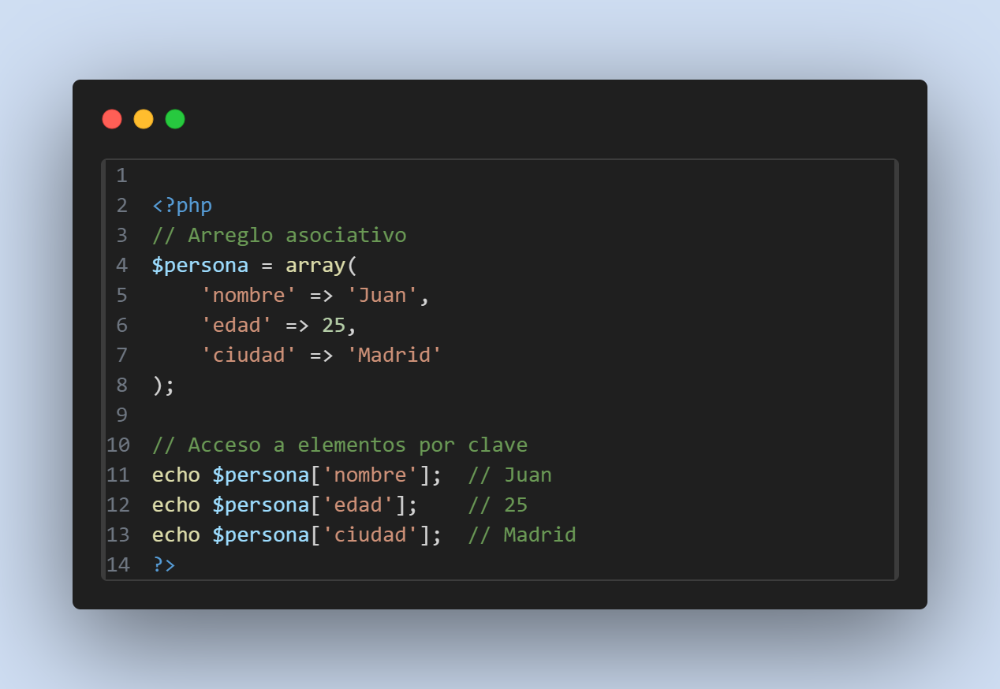 1
2 <?php
3 // Arreglo asociativo
4 $persona = array(
5     'nombre' => 'Juan',
6     'edad' => 25,
7     'ciudad' => 'Madrid'
8 );
9
10 // Acceso a elementos por clave
11 echo $persona['nombre'];  // Juan
12 echo $persona['edad'];    // 25
13 echo $persona['ciudad'];  // Madrid
14 ?>